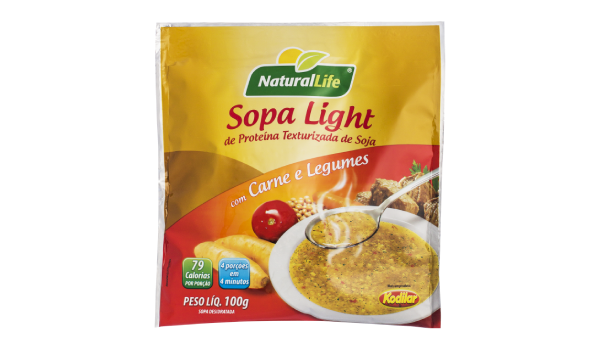 NaturalLife
Sopa Light
de Proteína Texturizada de Soja
com Carne e Legumes
79
Calorias
POR PORÇÃO
4 porções
em
4 minutos
PESO LÍQ. 100g
SOPA DESIDRATADA
Kodilar